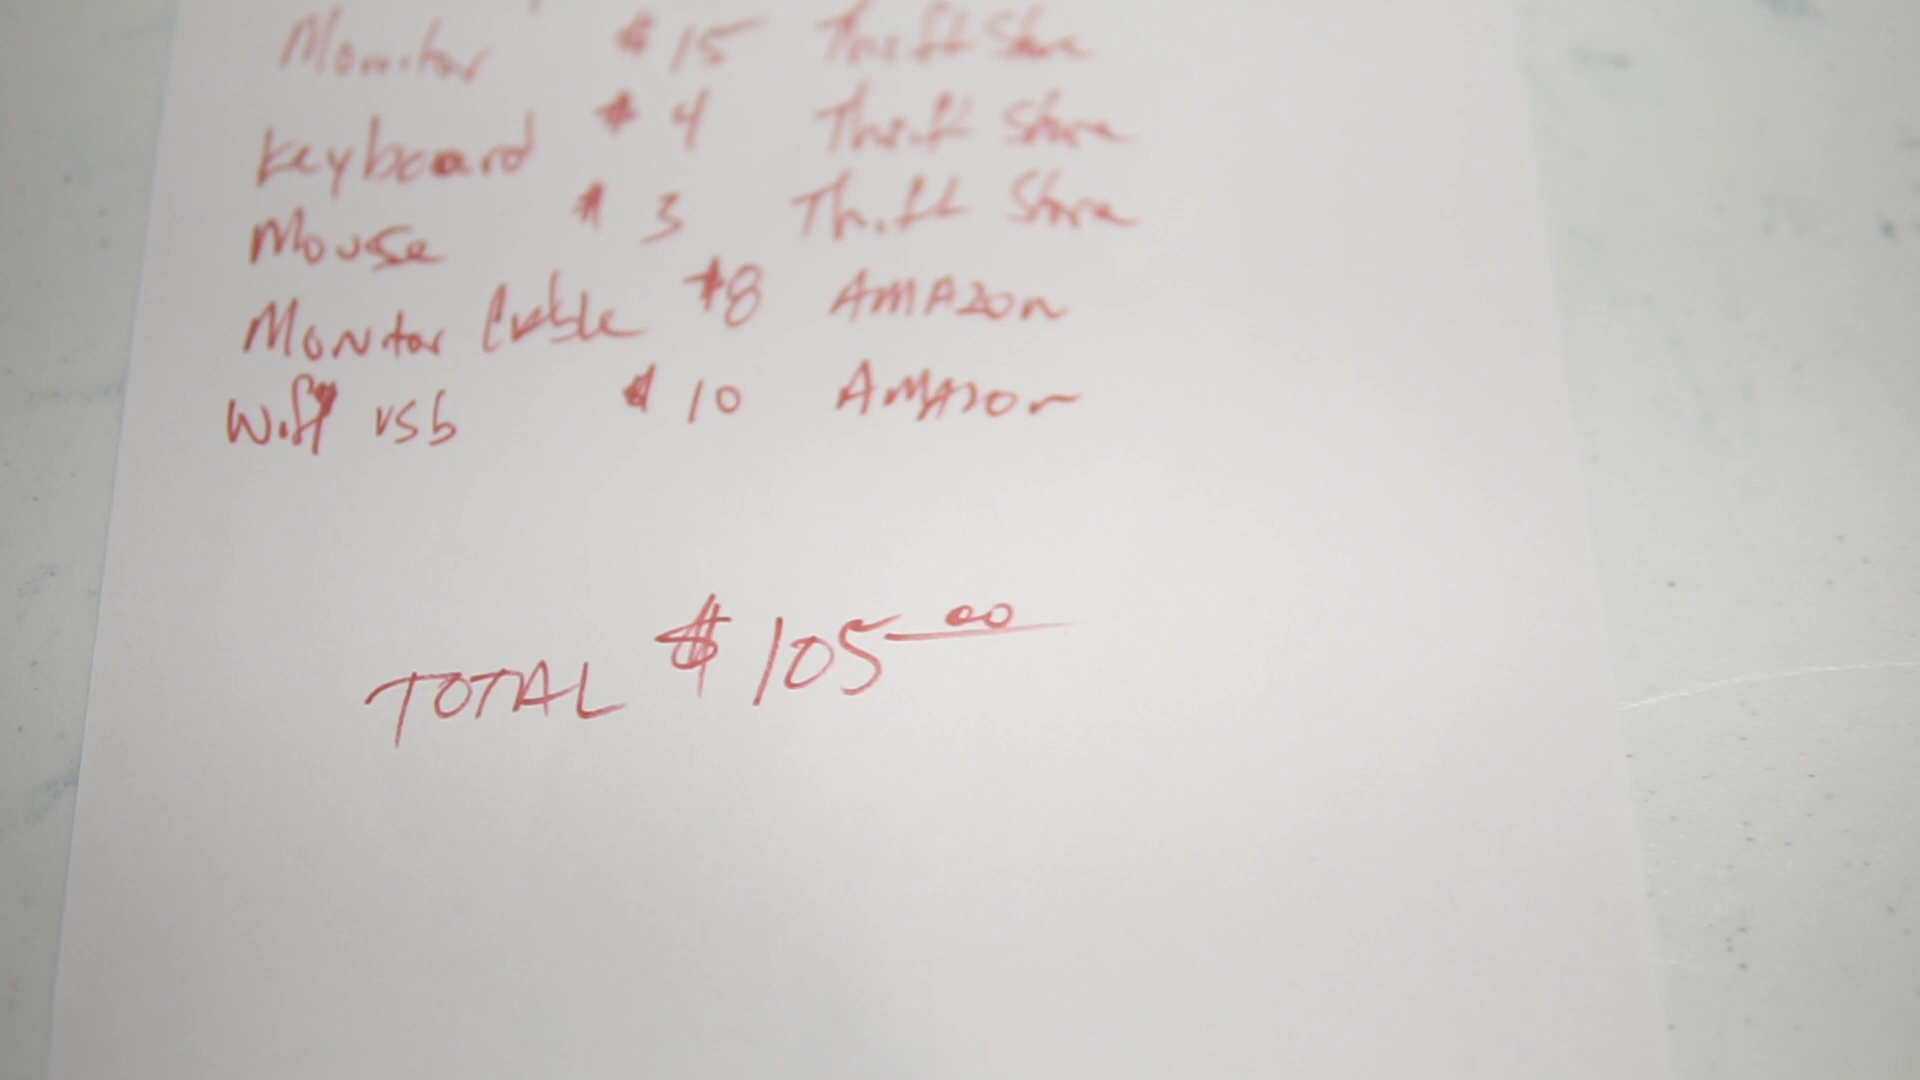 Monitor $15 Thrift Store
Keyboard $4 Thrift Store
Mouse $3 Thrift Store
Monitor Cable $8 AMAZON
Wifi usb $10 AMAZON
TOTAL $105.00